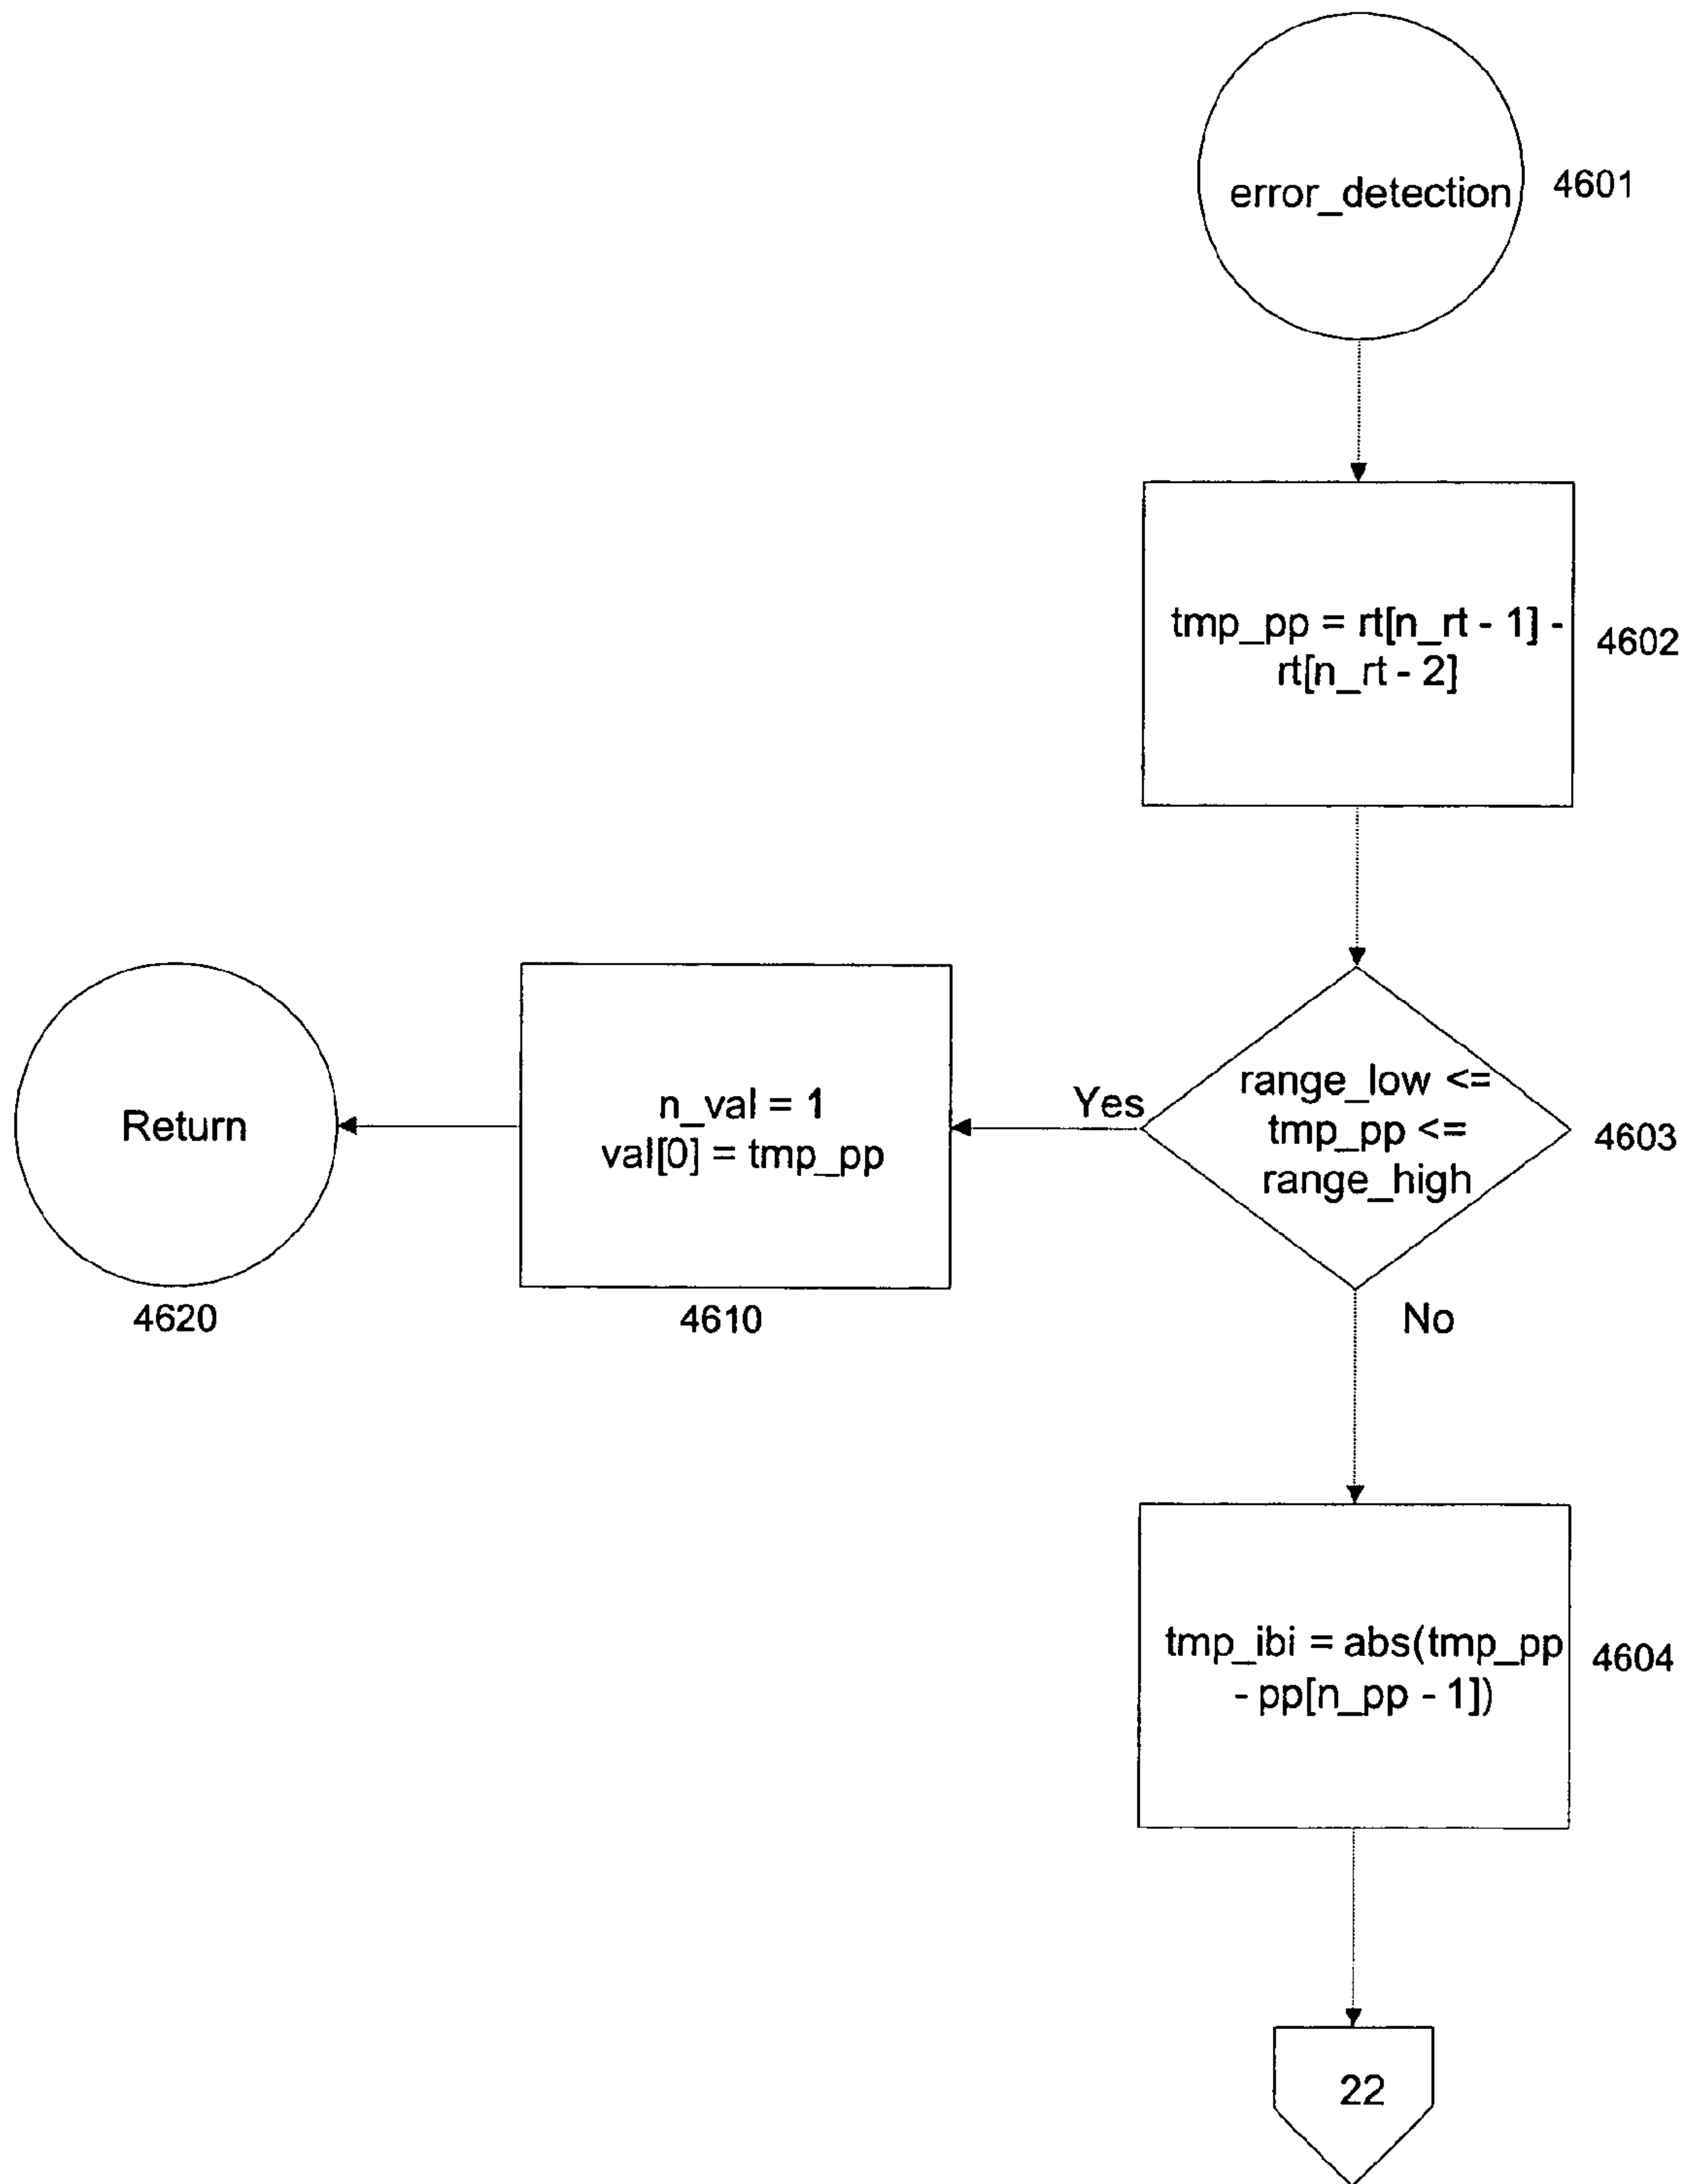 error_detection
4601
tmp_pp = rt[n_rt - 1] -
rt[n_rt - 2]
4602
range_low <=
tmp_pp <=
range_high
4603
Yes
n_val = 1
val[0] = tmp_pp
4610
Return
4620
No
tmp_ibi = abs(tmp_pp
- pp[n_pp - 1])
4604
22